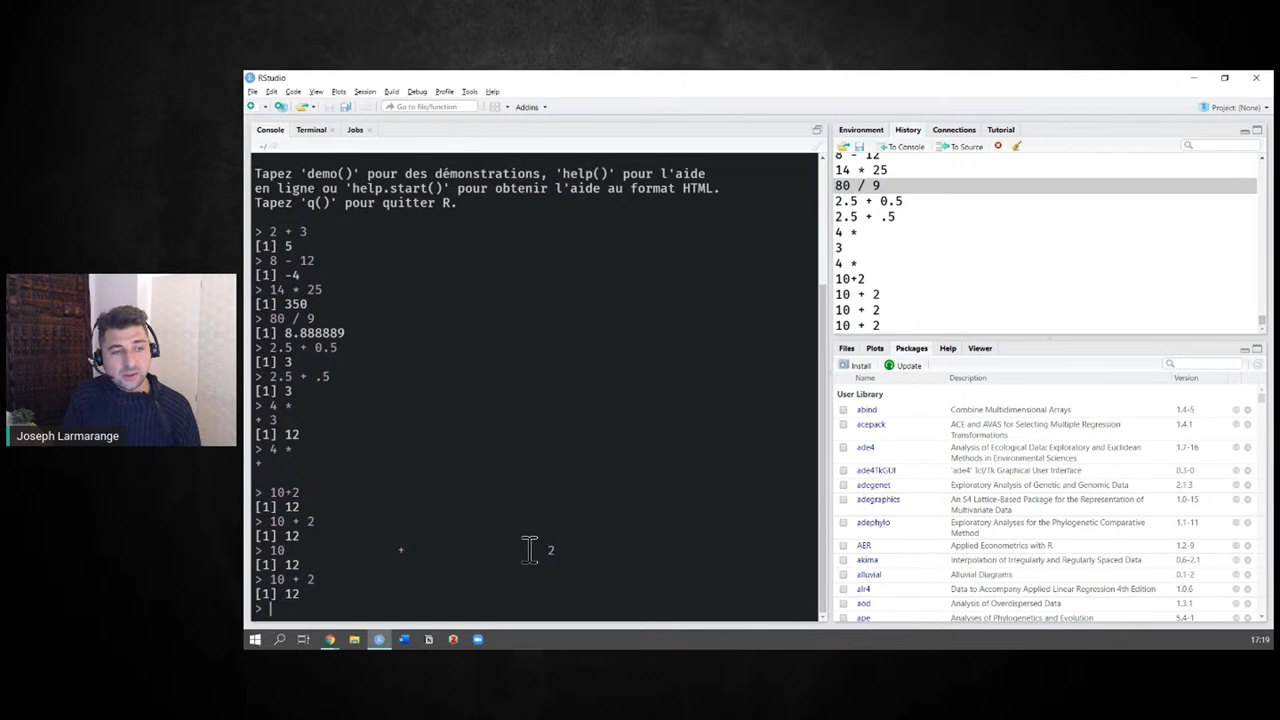 RStudio
File Edit Code View Plots Session Build Debug Profile Tools Help
Go to file/function Addins Project: (None)
Console Terminal Jobs
~/
Tapez 'demo()' pour des démonstrations, 'help()' pour l'aide
en ligne ou 'help.start()' pour obtenir l'aide au format HTML.
Tapez 'q()' pour quitter R.
> 2 + 3
[1] 5
> 8 - 12
[1] -4
> 14 * 25
[1] 350
> 80 / 9
[1] 8.888889
> 2.5 + 0.5
[1] 3
> 2.5 + .5
[1] 3
> 4 *
+ 3
[1] 12
> 4 *
+
> 10+2
[1] 12
> 10 + 2
[1] 12
> 10 + 2
[1] 12
> 10 + 2
[1] 12
>
Environment History Connections Tutorial
To Console To Source
8 - 12
14 * 25
80 / 9
2.5 + 0.5
2.5 + .5
4 *
3
4 *
10+2
10 + 2
10 + 2
10 + 2
Files Plots Packages Help Viewer
Install Update
Name Description Version
User Library
abind Combine Multidimensional Arrays 1.4-5
acepack ACE and AVAS for Selecting Multiple Regression 1.4.1
Transformations
ade4 Analysis of Ecological Data: Exploratory and Euclidean 1.7-16
Methods in Environmental Sciences
ade4TkGUI 'ade4' Tcl/Tk Graphical User Interface 0.3-0
adegenet Exploratory Analysis of Genetic and Genomic Data 2.1.3
adegraphics An S4 Lattice-Based Package for the Representation of 1.0-15
Multivariate Data
adephylo Exploratory Analyses for the Phylogenetic Comparative 1.1-11
Method
AER Applied Econometrics with R 1.2-9
akima Interpolation of Irregularly and Regularly Spaced Data 0.6-2.1
alluvial Alluvial Diagrams 0.1-2
alr4 Data to Accompany Applied Linear Regression 4th Edition 1.0.6
aod Analysis of Overdispersed Data 1.3.1
ape Analyses of Phylogenetics and Evolution 5.4-1
Joseph Larmarange
17:19